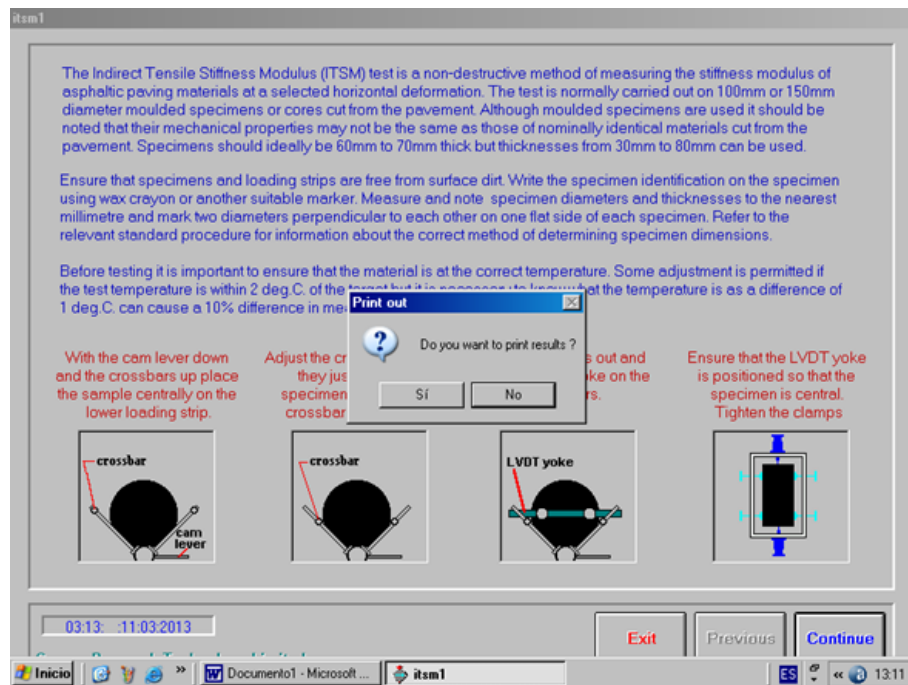 itsm1
The Indirect Tensile Stiffness Modulus (ITSM) test is a non-destructive method of measuring the stiffness modulus of
asphaltic paving materials at a selected horizontal deformation. The test is normally carried out on 100mm or 150mm
diameter moulded specimens or cores cut from the pavement. Although moulded specimens are used it should be
noted that their mechanical properties may not be the same as those of nominally identical materials cut from the
pavement. Specimens should ideally be 60mm to 70mm thick but thicknesses from 30mm to 80mm can be used.
Ensure that specimens and loading strips are free from surface dirt. Write the specimen identification on the specimen
using wax crayon or another suitable marker. Measure and note specimen diameters and thicknesses to the nearest
millimetre and mark two diameters perpendicular to each other on one flat side of each specimen. Refer to the
relevant standard procedure for information about the correct method of determining specimen dimensions.
Before testing it is important to ensure that the material is at the correct temperature. Some adjustment is permitted if
the test temperature is within 2 deg.C. of the what the temperature is as a difference of
1 deg.C. can cause a 10% difference in
Print out
Do you want to print results ?
Sí
No
With the cam lever down
and the crossbars up place
the sample centrally on the
lower loading strip.
Adjust the
they
specimen
out and
on the
Ensure that the LVDT yoke
is positioned so that the
specimen is central.
Tighten the clamps
crossbar
cam
lever
crossbar
LVDT yoke
03:13: :11:03:2013
Exit
Previous
Continue
Inicio
»
Documento1 - Microsoft ...
itsm1
ES
«
13:11